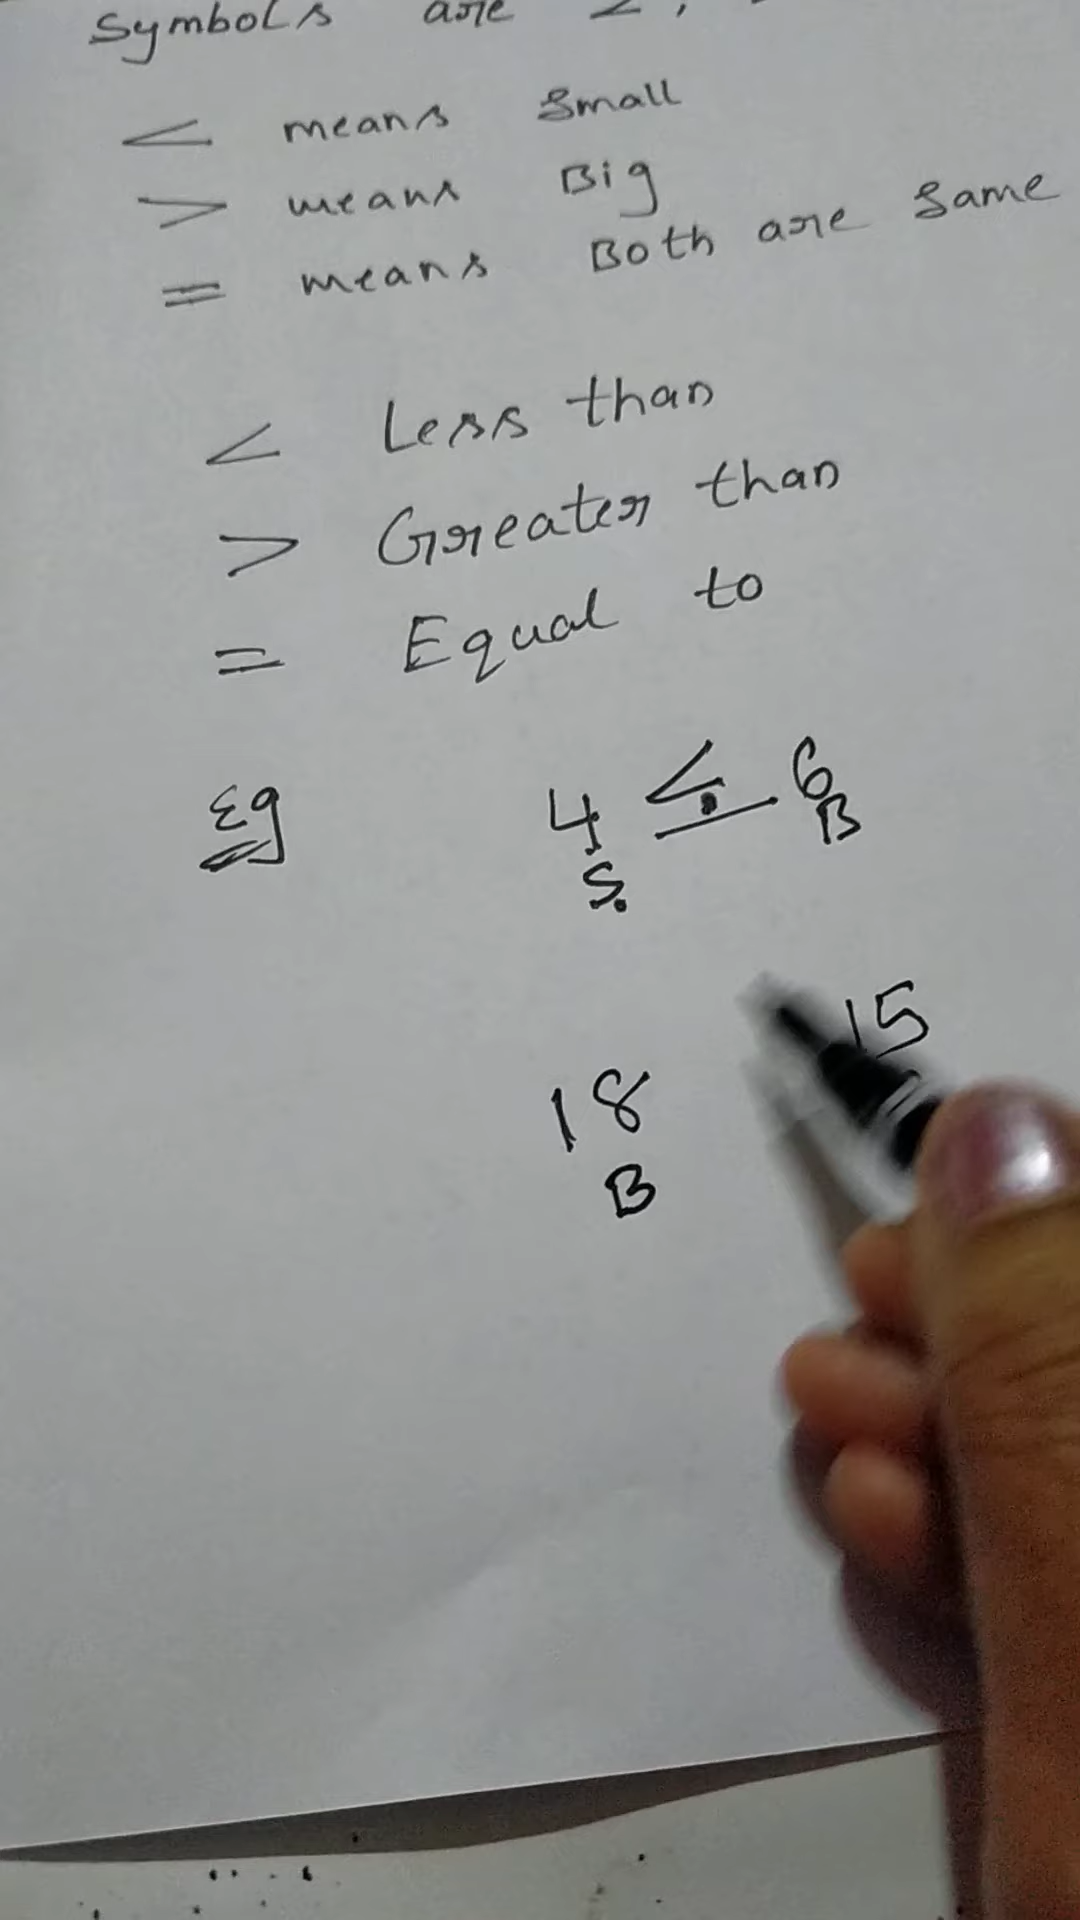 Symbols are <,
< means Small
> means Big
= means Both are Same
< Less than
> Greater than
= Equal to
Eg 4 < 6
S. B
18 15
B